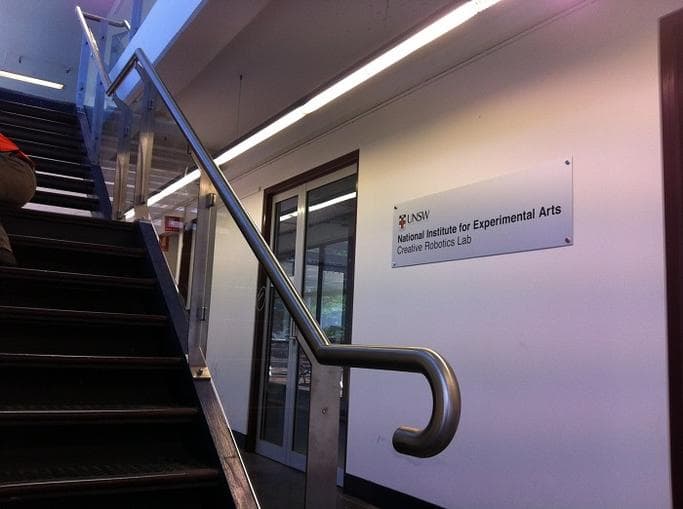 UNSW
National Institute for Experimental Arts
Creative Robotics Lab